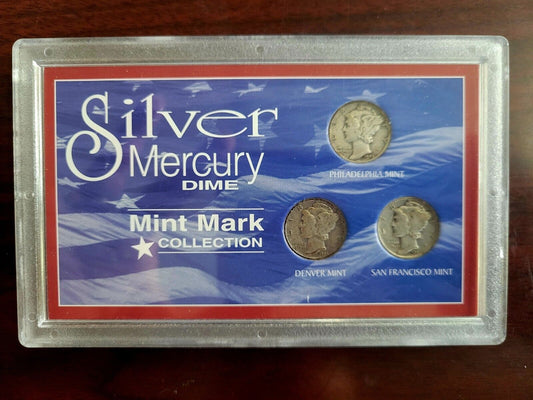 Silver
Mercury
DIME
Mint Mark
COLLECTION
PHILADELPHIA MINT
DENVER MINT
SAN FRANCISCO MINT